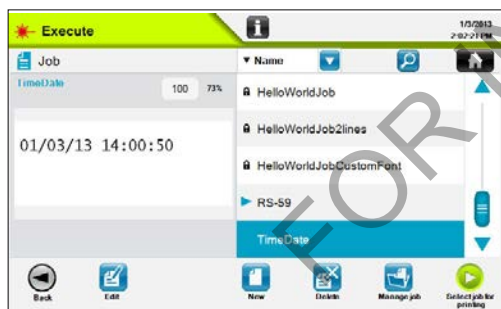 Execute
1/3/2013
2:02:21 PM
Job
Name
TimeDate
100
73%
HelloWorldJob
01/03/13 14:00:50
HelloWorldJob2lines
HelloWorldJobCustomFont
RS-59
TimeDate
Back
Edit
New
Delete
Manage job
Select job for
printing
FOR